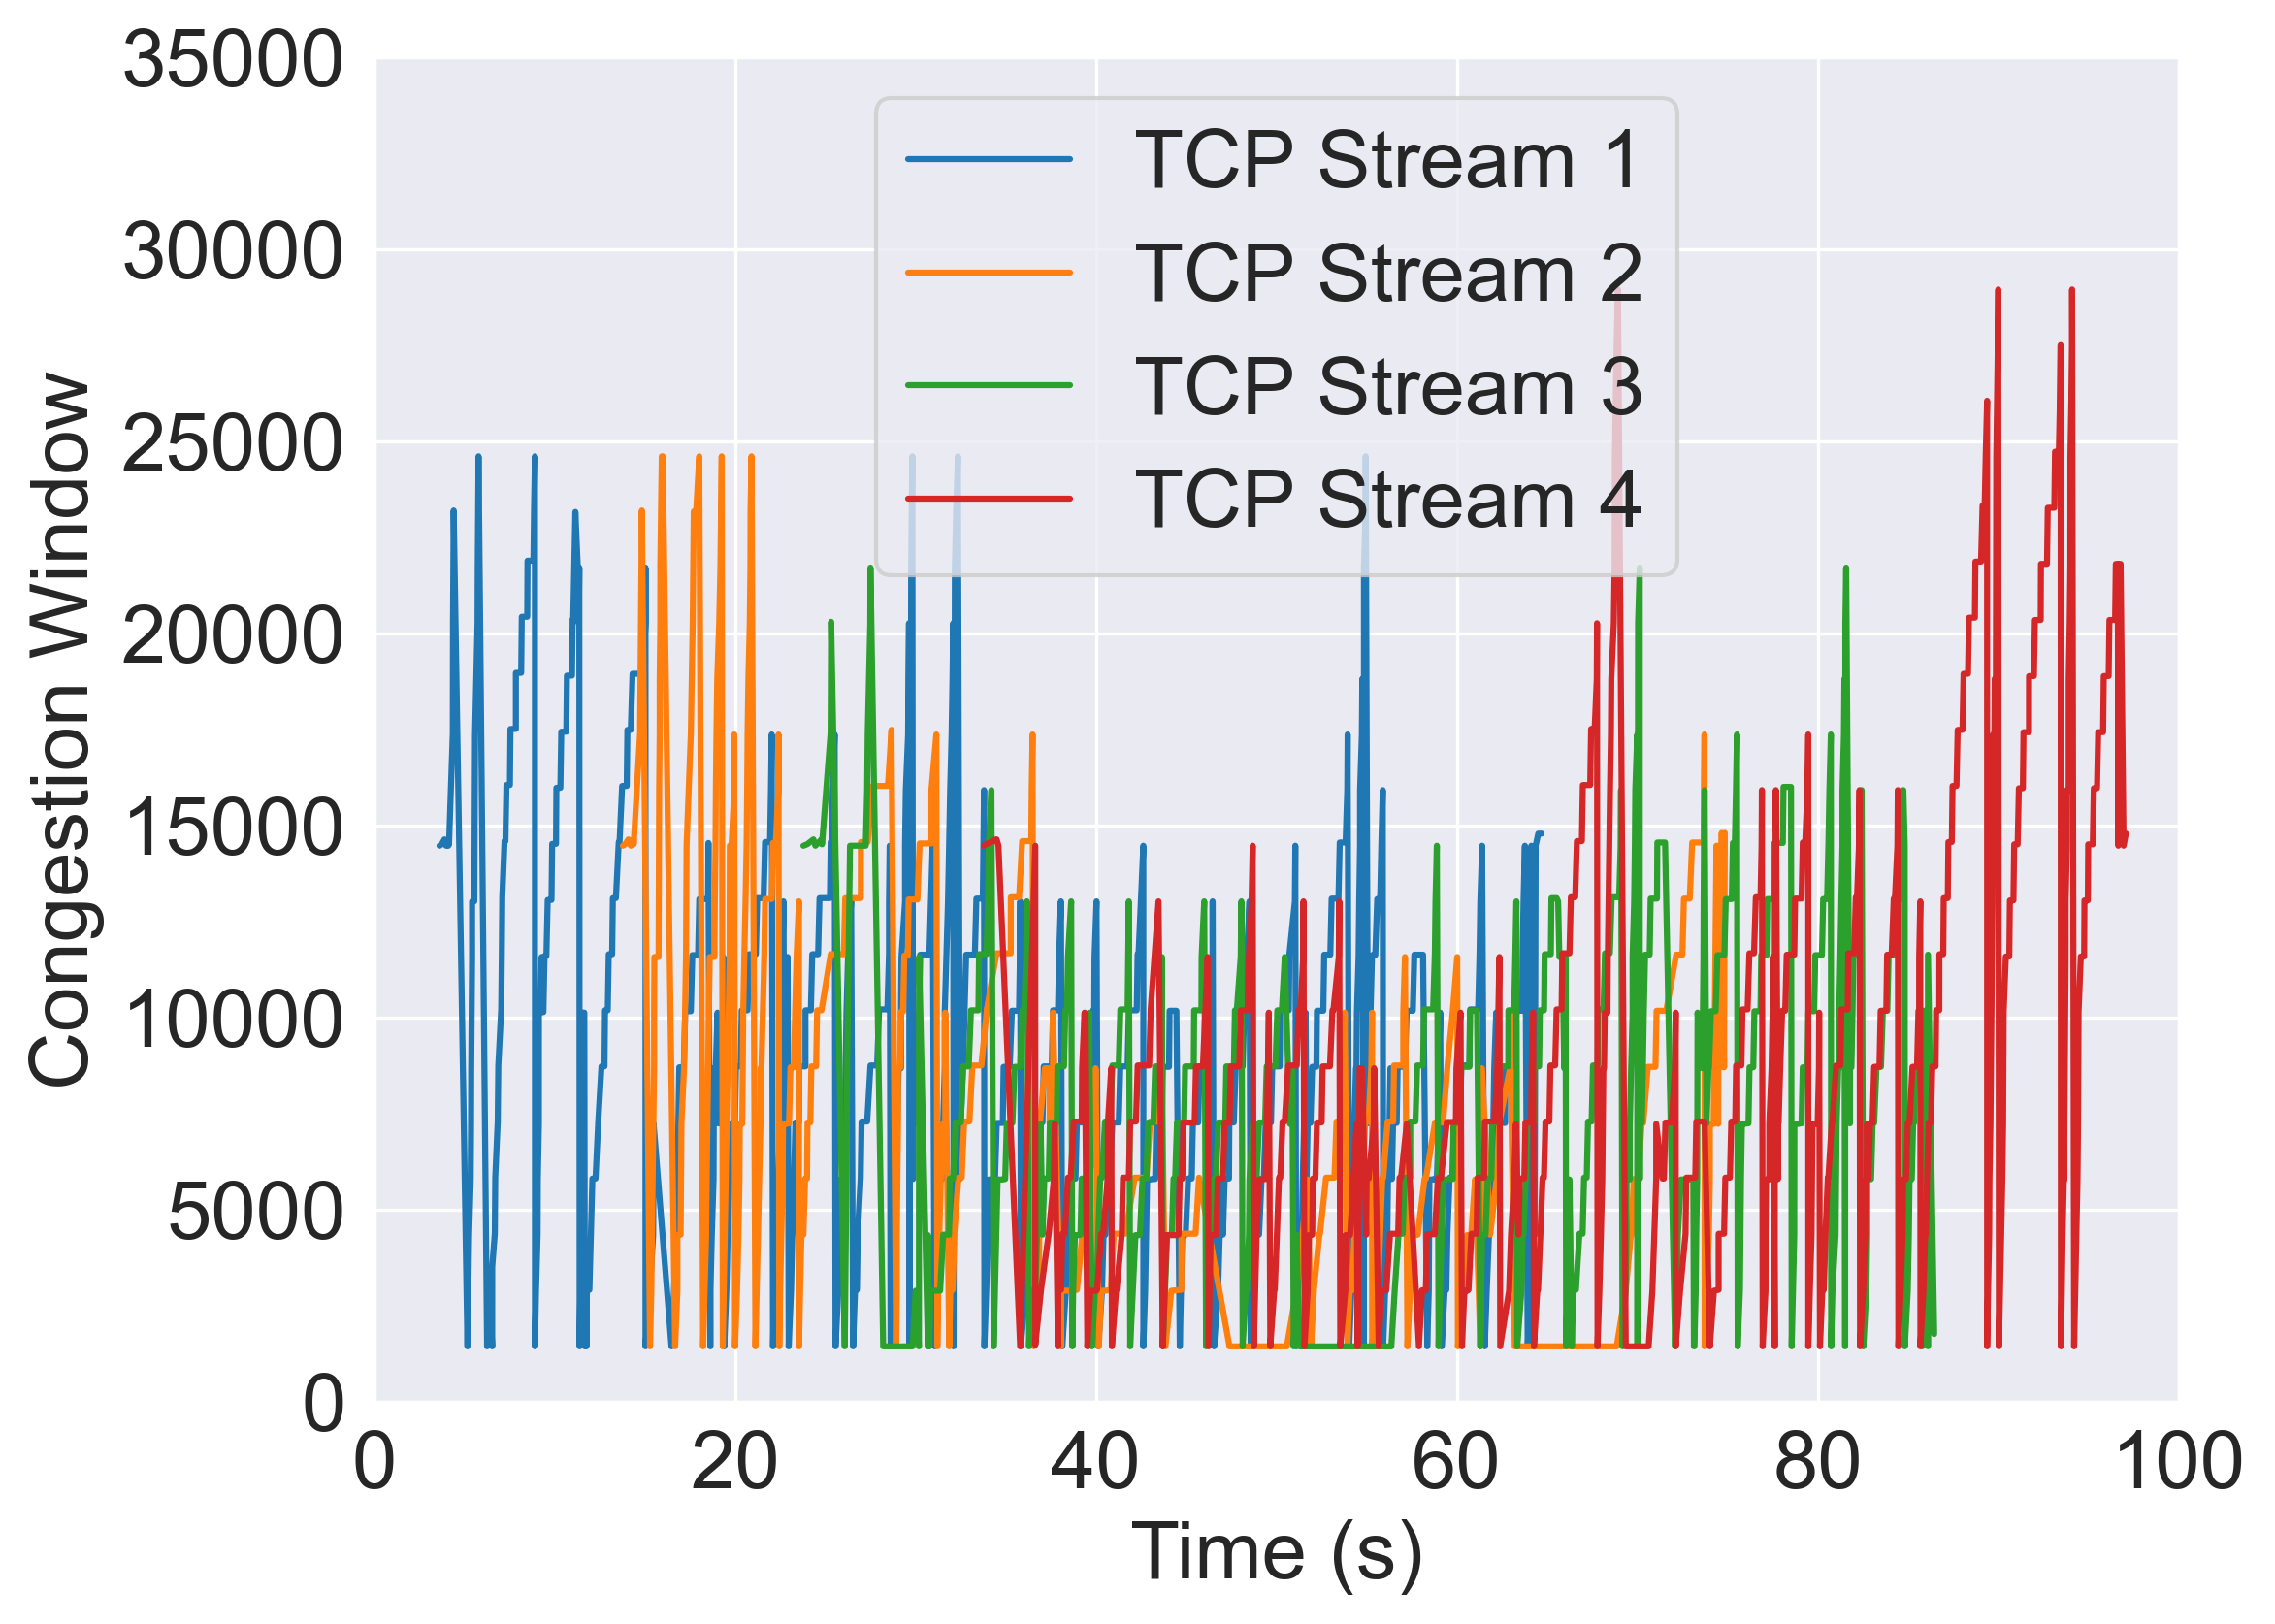 35000
30000
25000
20000
15000
10000
5000
0
Congestion Window
TCP Stream 1
TCP Stream 2
TCP Stream 3
TCP Stream 4
0 20 40 60 80 100
Time (s)